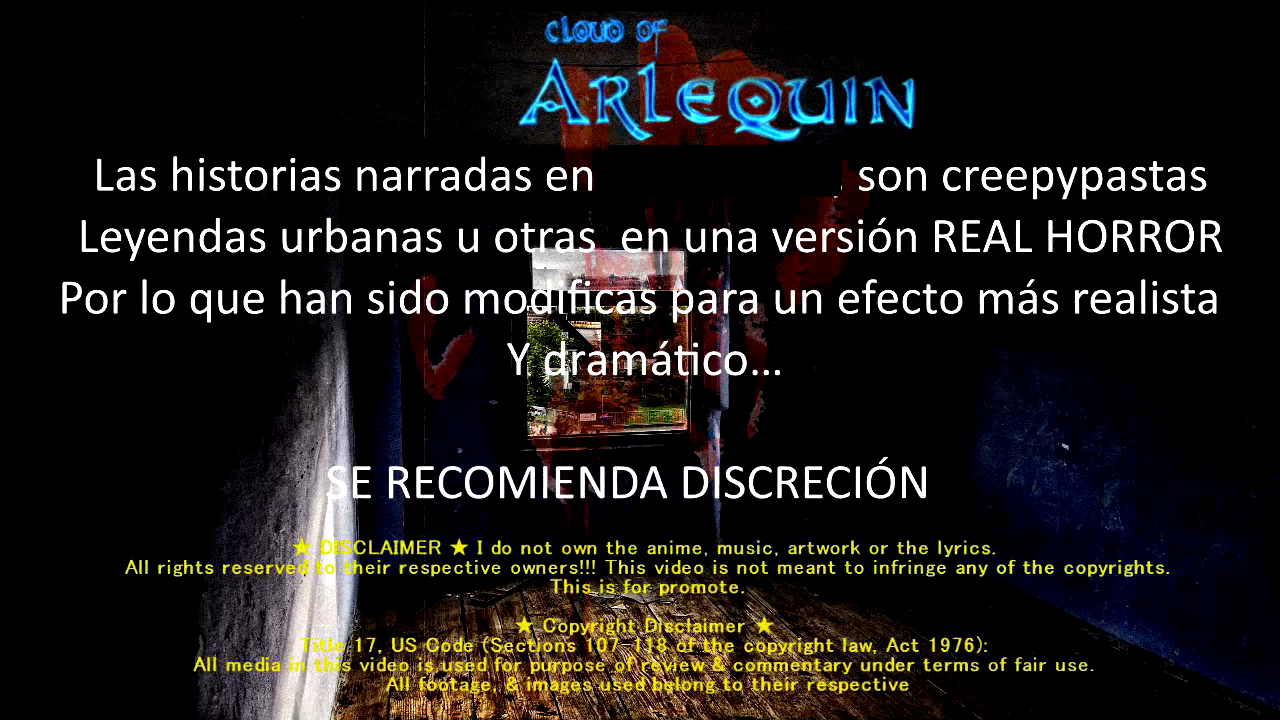 CLOUD OF
ARLEQUIN
Las historias narradas en , son creepypastas
Leyendas urbanas u otras en una versión REAL HORROR
Por lo que han sido modificas para un efecto más realista
Y dramático...
SE RECOMIENDA DISCRECIÓN
★ DISCLAIMER ★ I do not own the anime, music, artwork or the lyrics.
All rights reserved to their respective owners!!! This video is not meant to infringe any of the copyrights.
This is for promote.
★ Copyright Disclaimer ★
Title 17, US Code (Sections 107-118 of the copyright law, Act 1976):
All media in this video is used for purpose of review & commentary under terms of fair use.
All footage, & images used belong to their respective